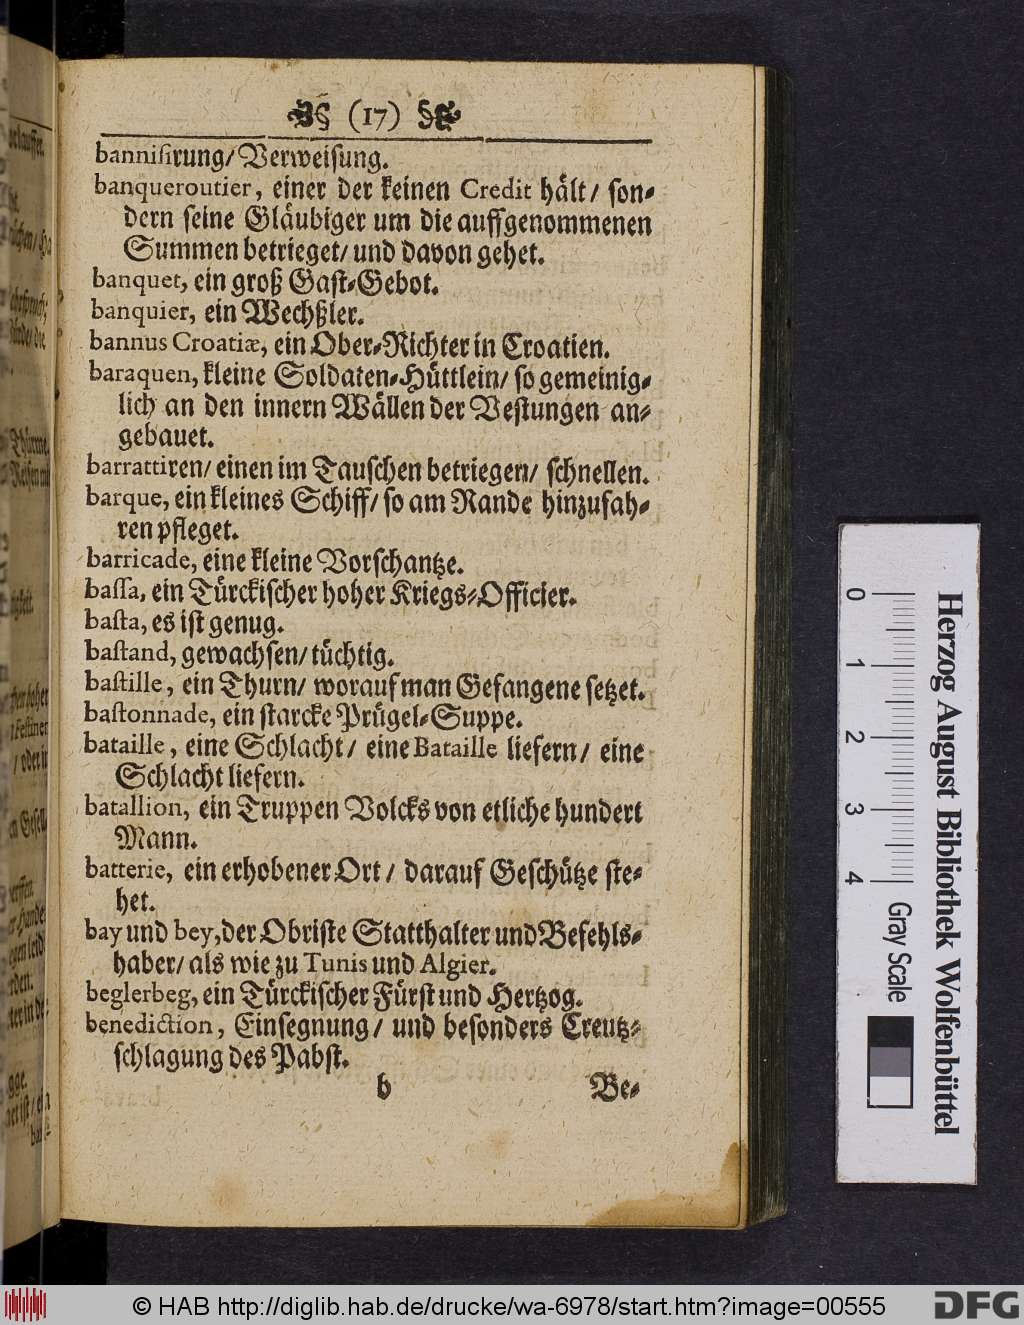 (17)
banniſirung/ Verweiſung.
banqueroutier, einer der keinen Credit hält/ ſon-
dern ſeine Gläubiger um die auffgenommenen
Summen betrieget/ und davon gehet.
banquet, ein groß Gaſt-Gebot.
banquier, ein Wechßler.
bannus Croatiæ, ein Ober-Richter in Croatien.
baraquen, kleine Soldaten-Hüttlein/ ſo gemeinig-
lich an den innern Wällen der Veſtungen an-
gebauet.
barrattiren/ einen im Tauſchen betriegen/ ſchnellen.
barque, ein kleines Schiff/ ſo am Rande hinzufah-
ren pfleget.
barricade, eine kleine Vorſchantze.
baſſa, ein Türckiſcher hoher Kriegs-Officier.
baſta, es iſt genug.
baſtand, gewachſen/ tüchtig.
baſtille, ein Thurn/ worauf man Gefangene ſetzet.
baſtonnade, ein ſtarcke Prügel-Suppe.
bataille, eine Schlacht/ eine Bataille liefern/ eine
Schlacht liefern.
batallion, ein Truppen Volcks von etliche hundert
Mann.
batterie, ein erhobener Ort/ darauf Geſchütze ſte-
het.
bay und bey, der Obriſte Statthalter und Befehls-
haber/ als wie zu Tunis und Algier.
beglerbeg, ein Türckiſcher Fürſt und Hertzog.
benediction, Einſegnung/ und beſonders Creutz-
ſchlagung des Pabſt.
b Be-
0 1 2 3 4
Gray Scale
Herzog August Bibliothek Wolfenbüttel
© HAB http://diglib.hab.de/drucke/wa-6978/start.htm?image=00555
DFG